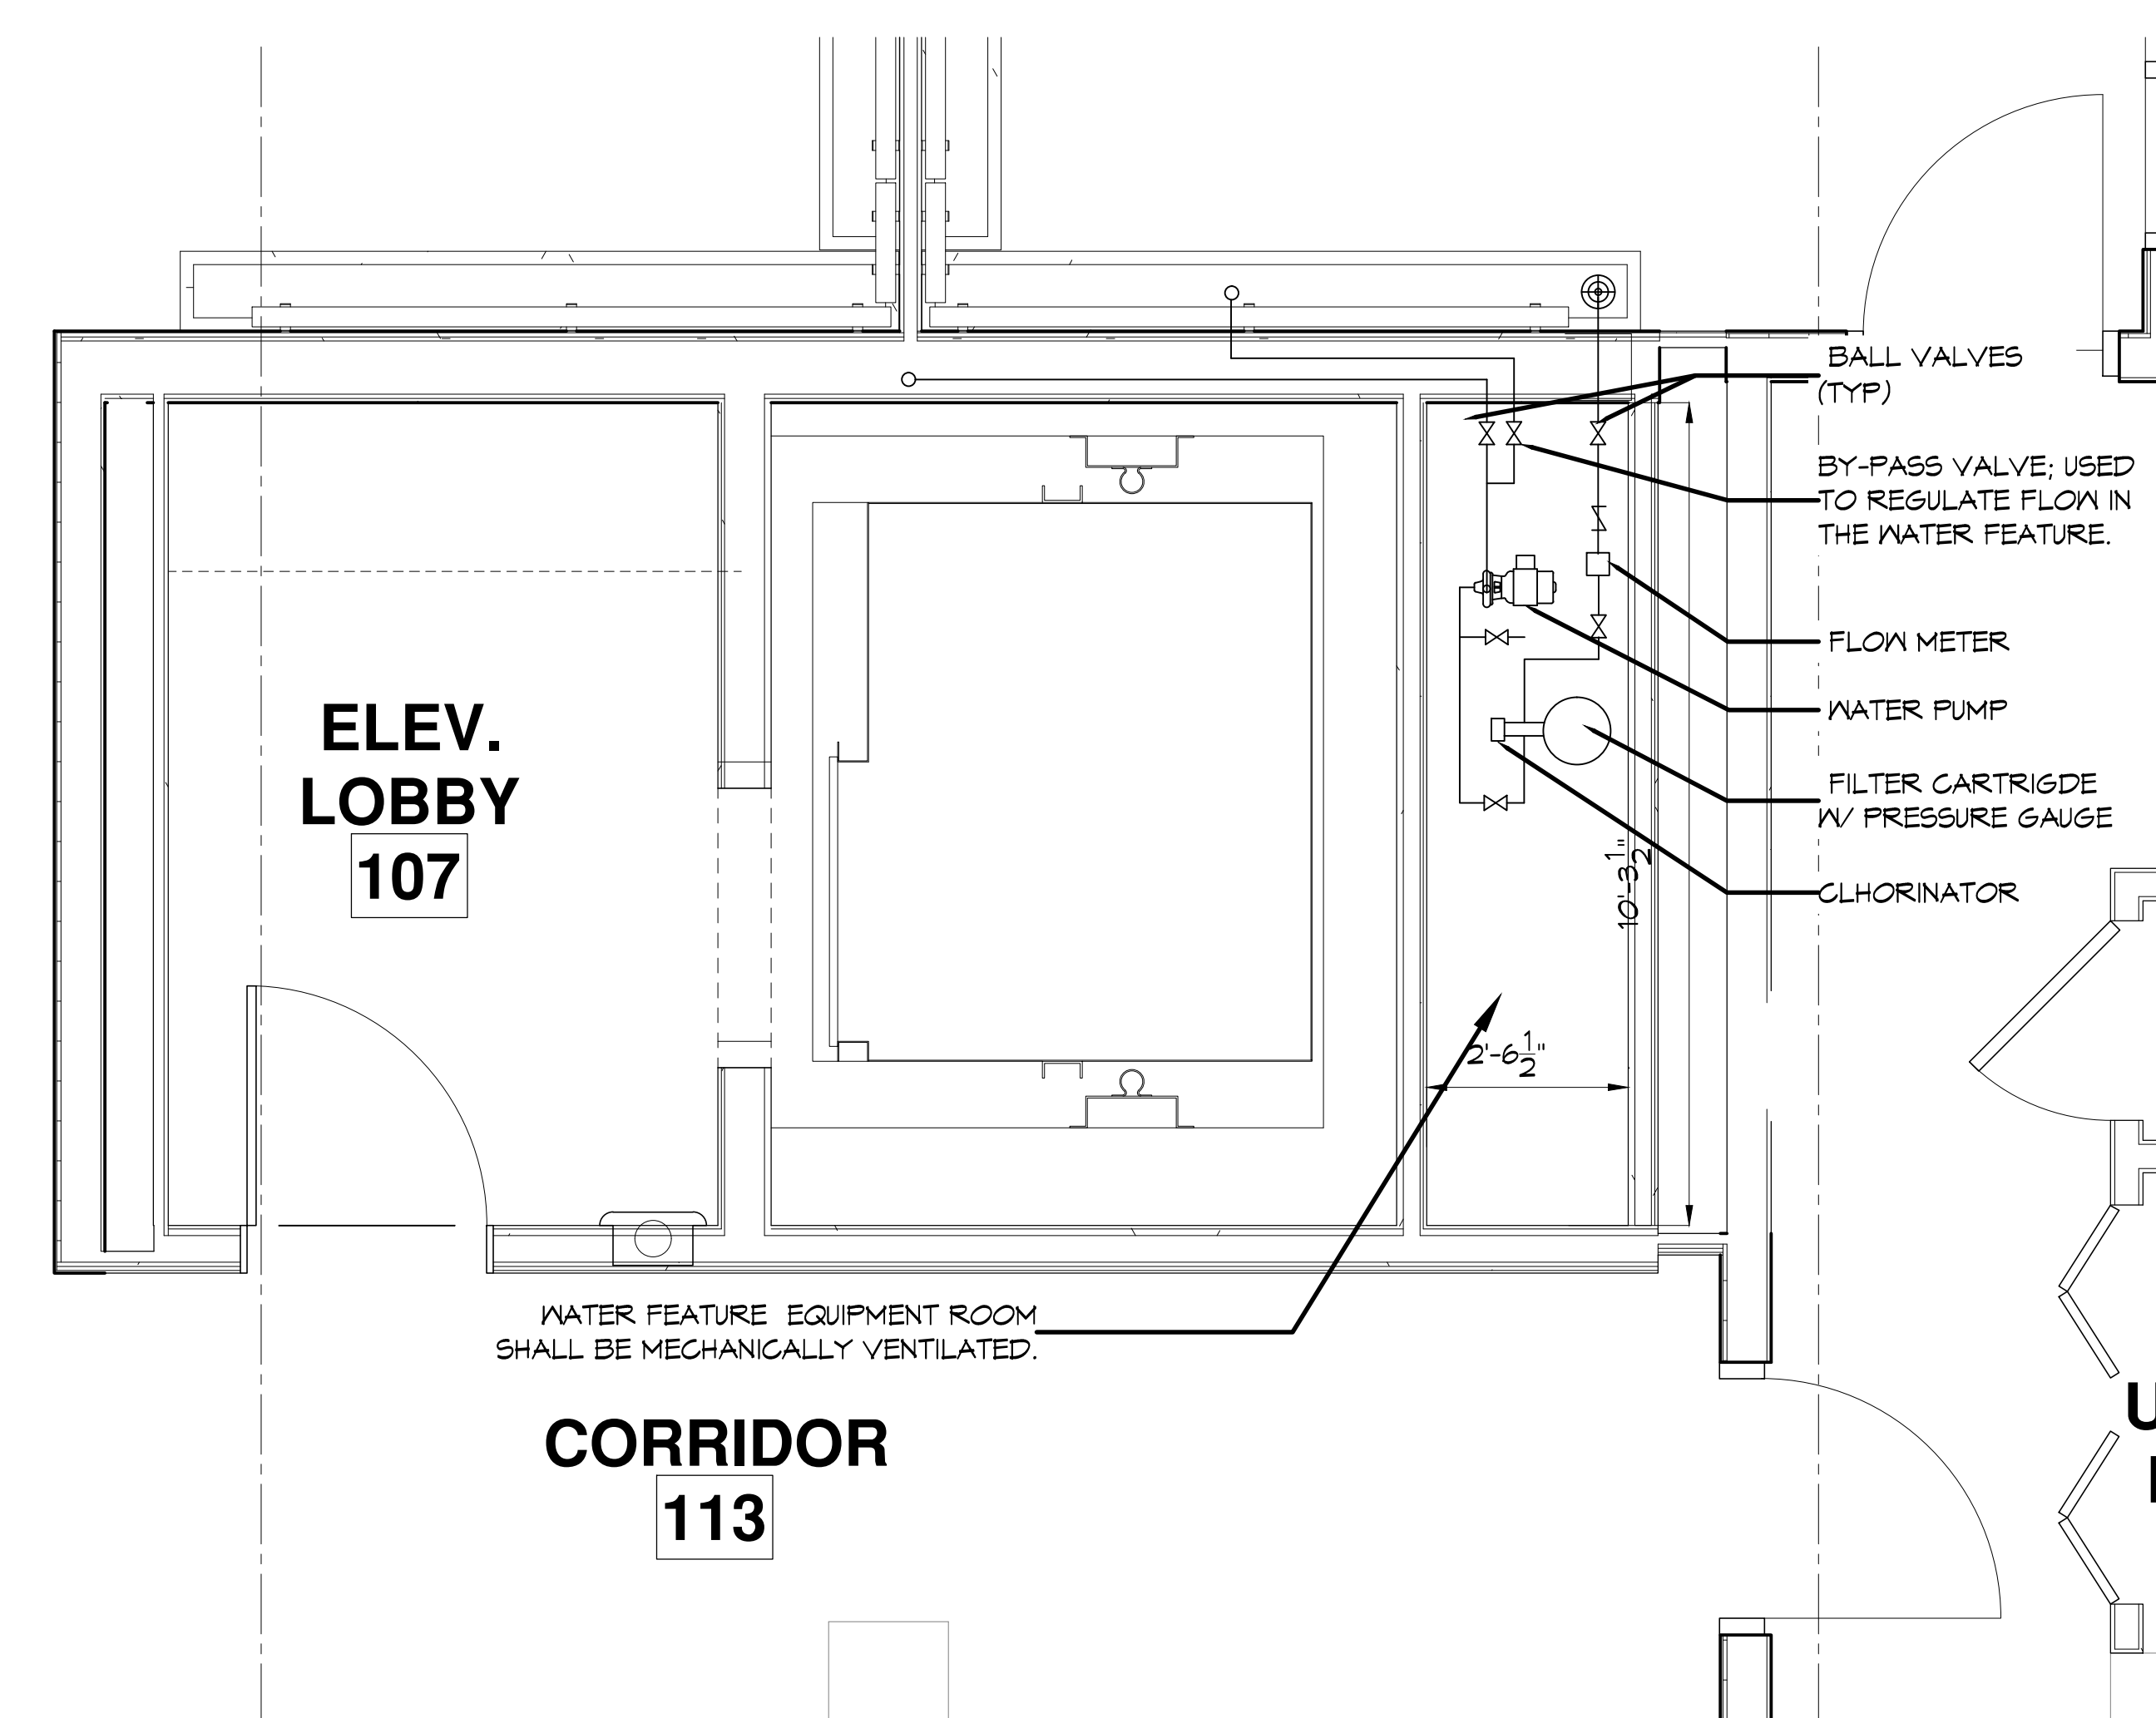 BALL VALVES
(TYP)
BY-PASS VALVE; USED
TO REGULATE FLOW IN
THE WATER FEATURE.
FLOW METER
WATER PUMP
ELEV.
LOBBY
107
FILTER CARTRIGDE
W/ PRESSURE GAUGE
CLHORINATOR
10'-3 1/2"
2'-6 1/2"
WATER FEATURE EQUIPMENT ROOM
SHALL BE MECHANICALLY VENTILATED.
CORRIDOR
113